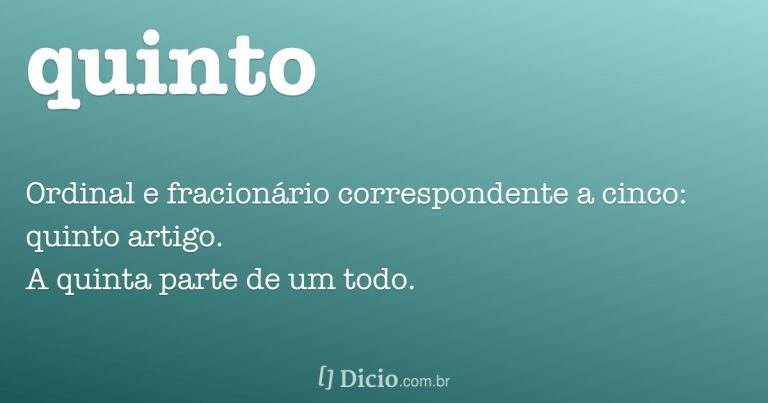 quinto
Ordinal e fracionário correspondente a cinco:
quinto artigo.
A quinta parte de um todo.
Dicio.com.br